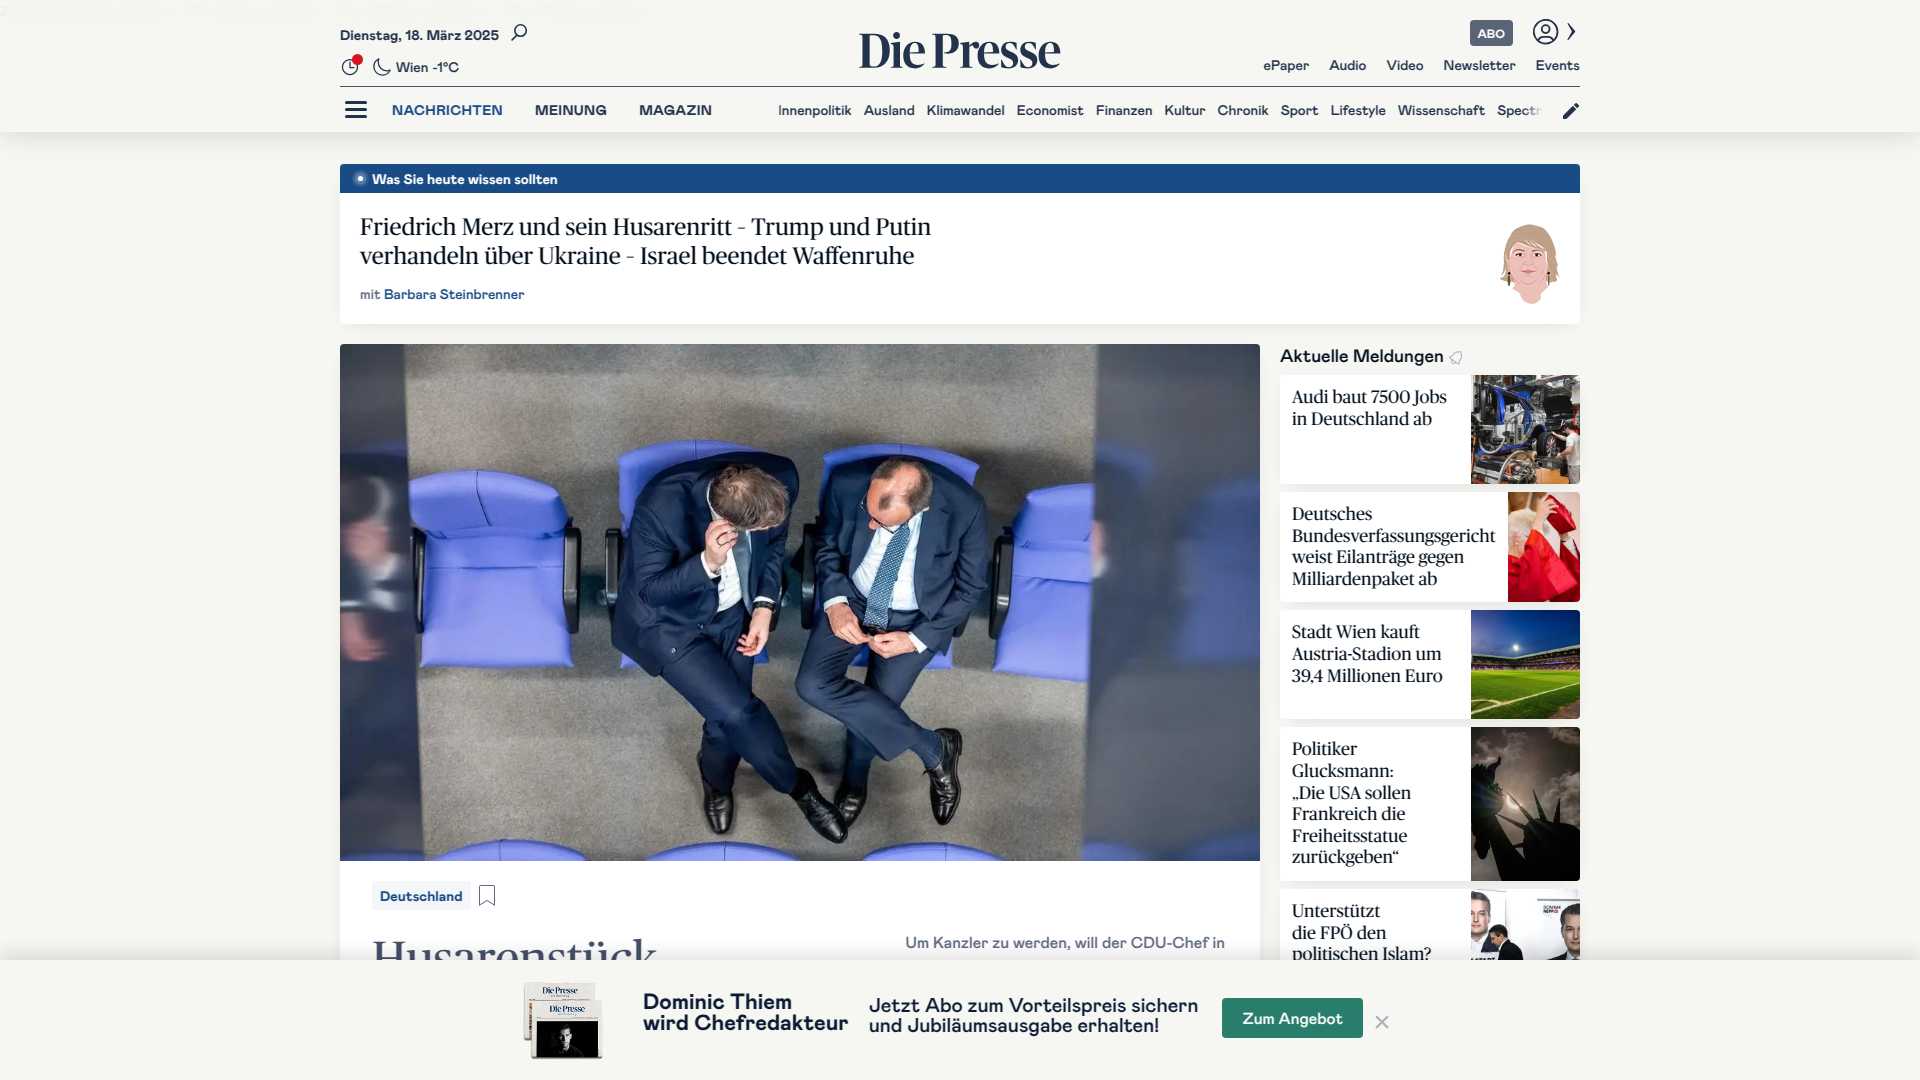 Dienstag, 18. März 2025
Wien -1°C
Die Presse
ABO
ePaper Audio Video Newsletter Events
NACHRICHTEN MEINUNG MAGAZIN
Innenpolitik Ausland Klimawandel Economist Finanzen Kultur Chronik Sport Lifestyle Wissenschaft Spectr
Was Sie heute wissen sollten
Friedrich Merz und sein Husarenritt – Trump und Putin
verhandeln über Ukraine – Israel beendet Waffenruhe
mit Barbara Steinbrenner
Aktuelle Meldungen
Audi baut 7500 Jobs
in Deutschland ab
Deutsches
Bundesverfassungsgericht
weist Eilanträge gegen
Milliardenpaket ab
Stadt Wien kauft
Austria-Stadion um
39,4 Millionen Euro
Politiker
Glucksmann:
„Die USA sollen
Frankreich die
Freiheitsstatue
zurückgeben“
Unterstützt
die FPÖ den
politischen Islam?
Deutschland
Husarenstück
Um Kanzler zu werden, will der CDU-Chef in
Die Presse
Die Presse
Dominic Thiem
wird Chefredakteur
Jetzt Abo zum Vorteilspreis sichern
und Jubiläumsausgabe erhalten!
Zum Angebot